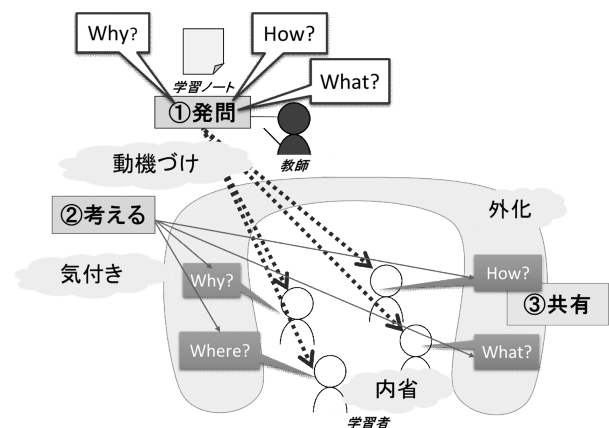 Why?
How?
What?
学習ノート
①発問
教師
動機づけ
②考える
外化
気付き
Why?
How?
③共有
Where?
What?
内省
学習者